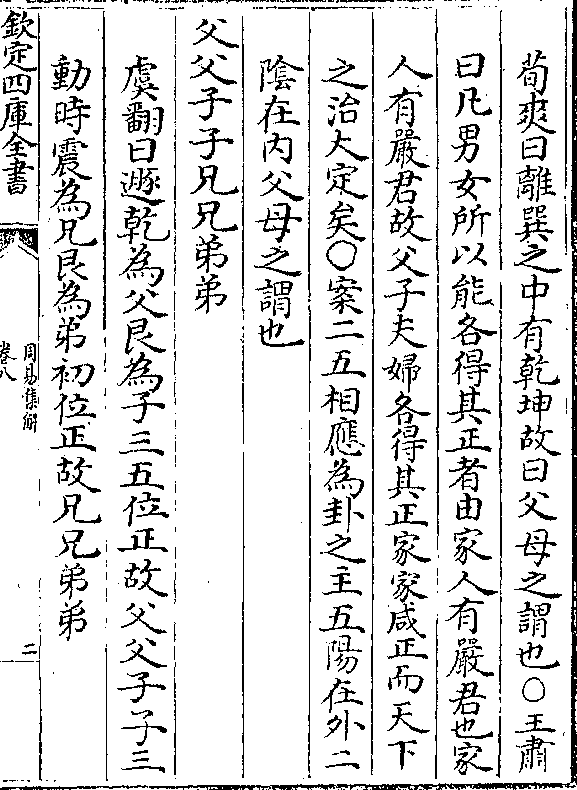 荀爽曰離巽之中有乾坤故曰父母之謂也○王肅
曰凡男女所以能各得其正者由家人有嚴君也家
人有嚴君故父子夫婦各得其正家家咸正而天下
之治大定矣○案二五相應為卦之主五陽在外二
隂在内父母之謂也
父父子子兄兄弟弟
虞翻曰遯乾為父艮為子三五位正故父父子子三
動時震為兄艮為弟初位正故兄兄弟弟
欽定四庫全書
周易集解
卷八
二